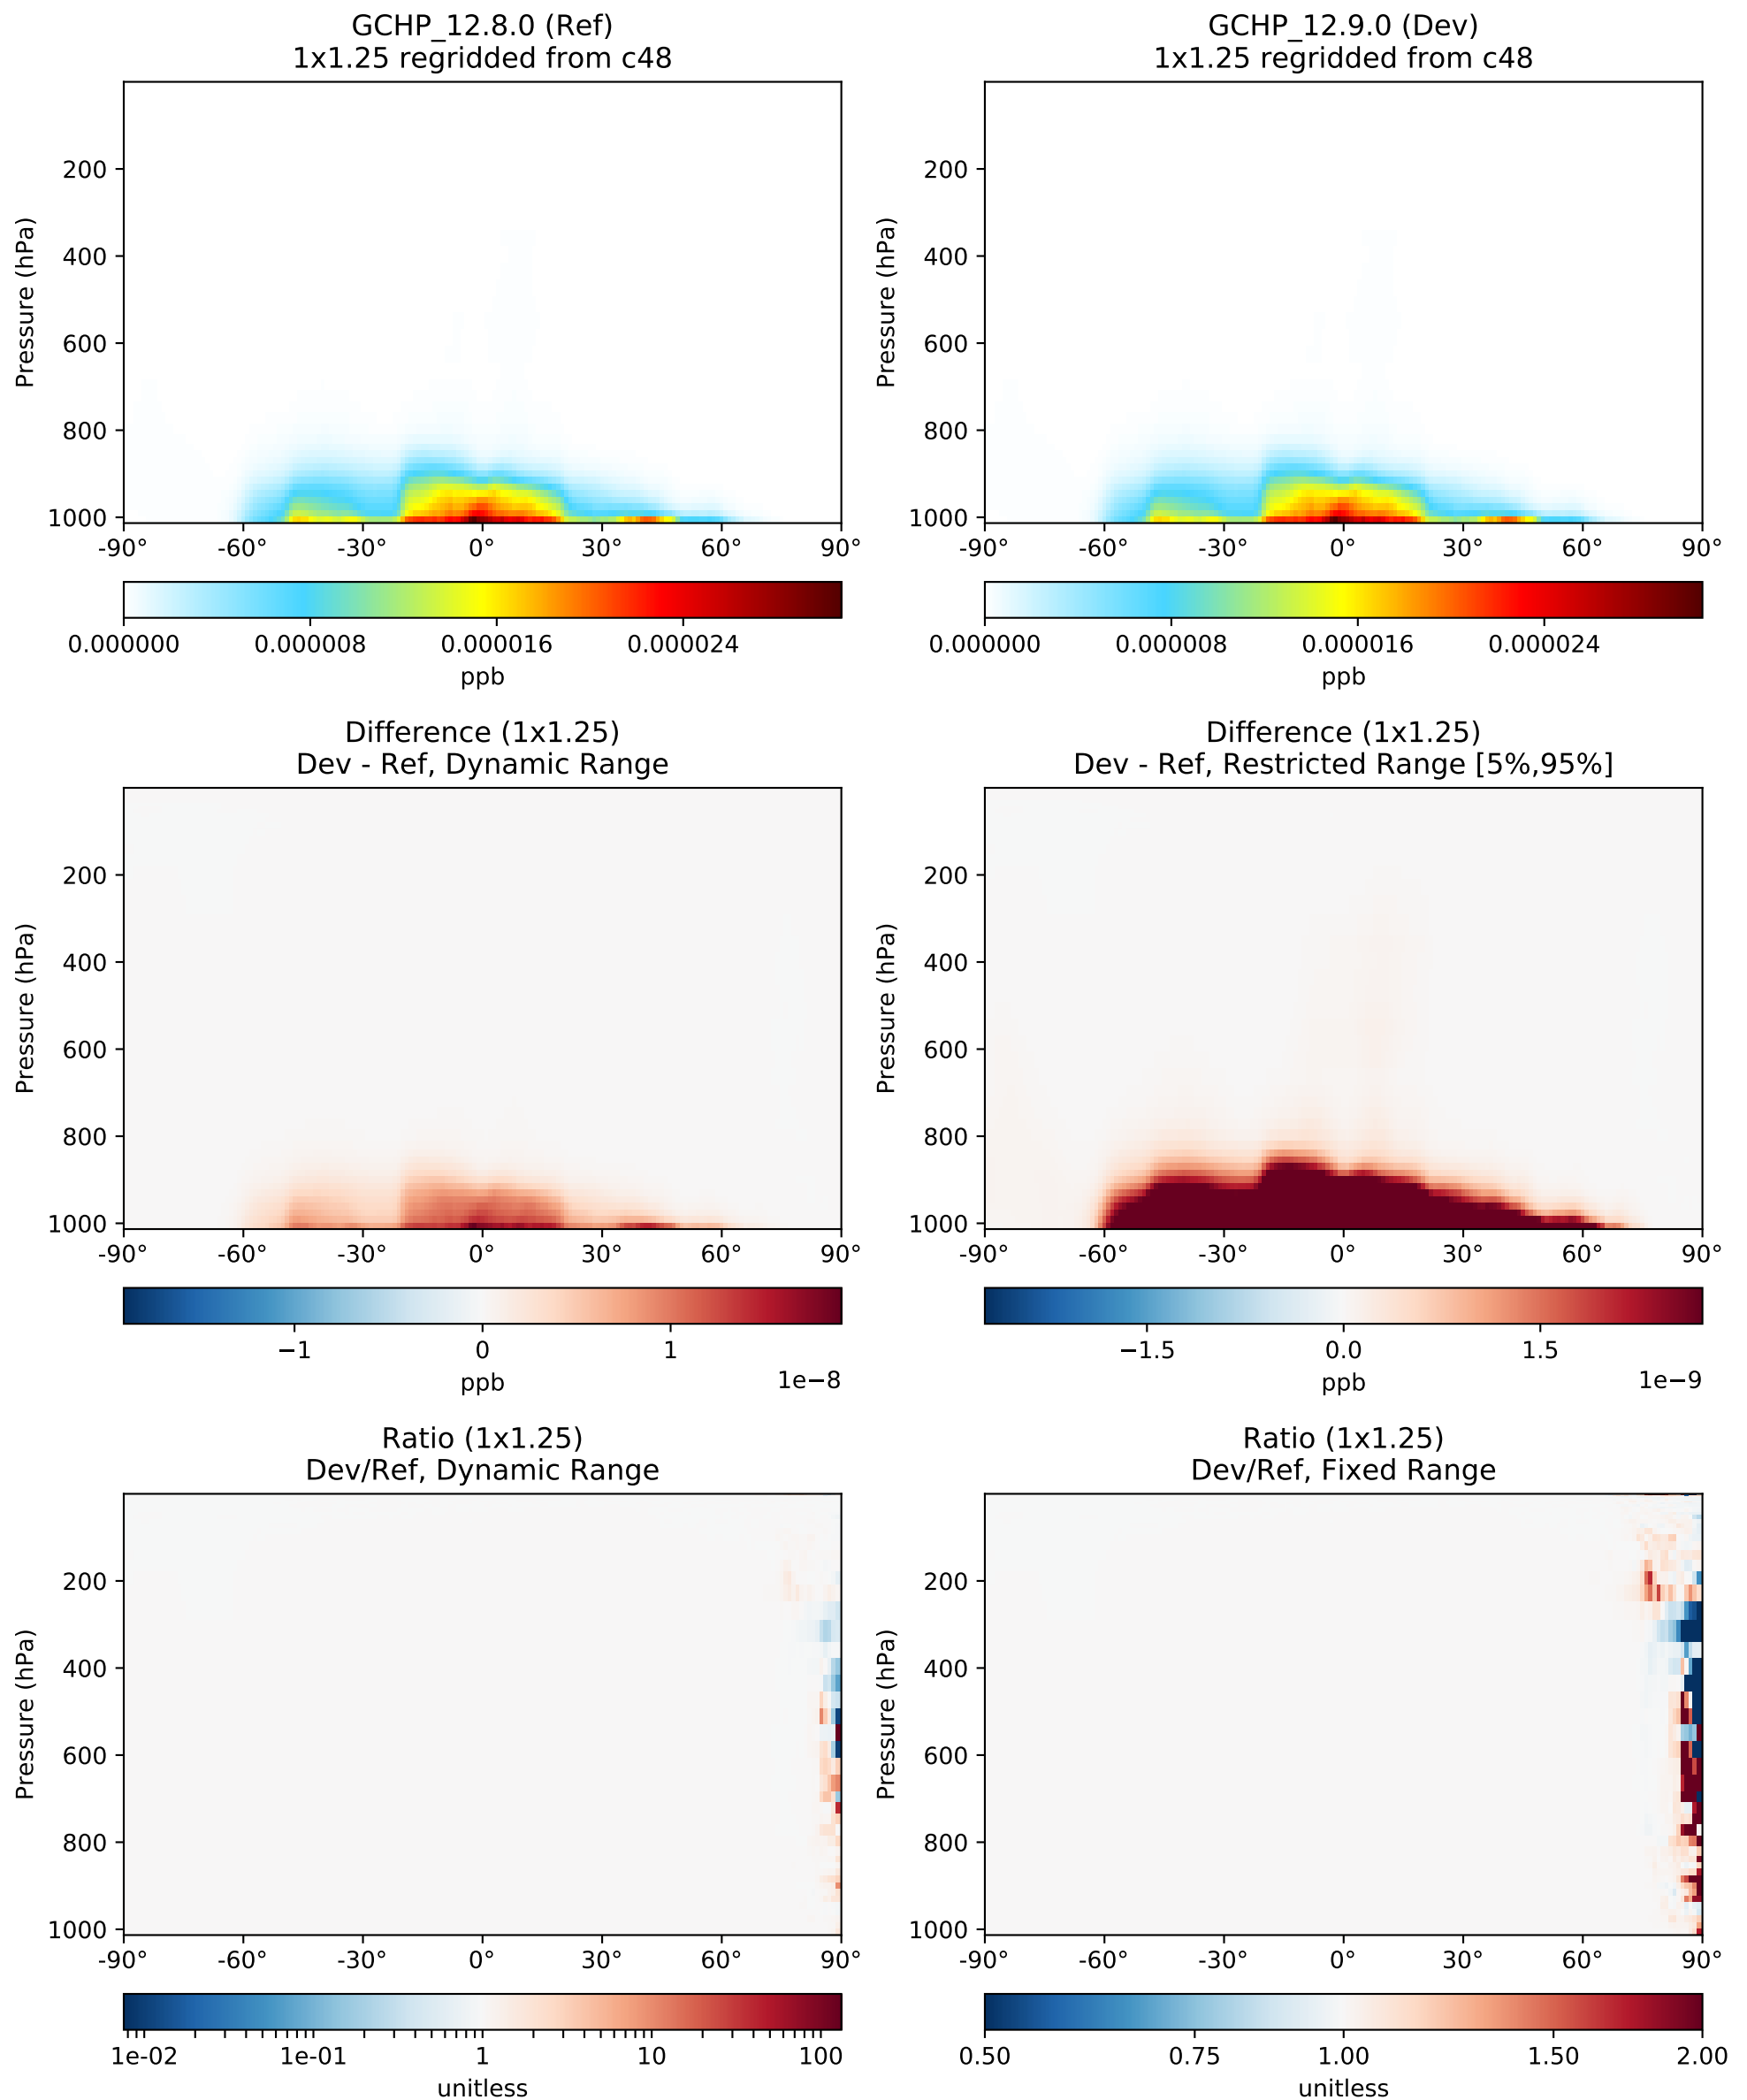 GCHP_12.8.0 (Ref)
1x1.25 regridded from c48
Pressure (hPa)
200
400
600
800
1000
-90° -60° -30° 0° 30° 60° 90°
0.000000 0.000008 0.000016 0.000024
ppb
GCHP_12.9.0 (Dev)
1x1.25 regridded from c48
Pressure (hPa)
200
400
600
800
1000
-90° -60° -30° 0° 30° 60° 90°
0.000000 0.000008 0.000016 0.000024
ppb
Difference (1x1.25)
Dev - Ref, Dynamic Range
Pressure (hPa)
200
400
600
800
1000
-90° -60° -30° 0° 30° 60° 90°
−1 0 1
ppb 1e−8
Difference (1x1.25)
Dev - Ref, Restricted Range [5%,95%]
Pressure (hPa)
200
400
600
800
1000
-90° -60° -30° 0° 30° 60° 90°
−1.5 0.0 1.5
ppb 1e−9
Ratio (1x1.25)
Dev/Ref, Dynamic Range
Pressure (hPa)
200
400
600
800
1000
-90° -60° -30° 0° 30° 60° 90°
1e-02 1e-01 1 10 100
unitless
Ratio (1x1.25)
Dev/Ref, Fixed Range
Pressure (hPa)
200
400
600
800
1000
-90° -60° -30° 0° 30° 60° 90°
0.50 0.75 1.00 1.50 2.00
unitless